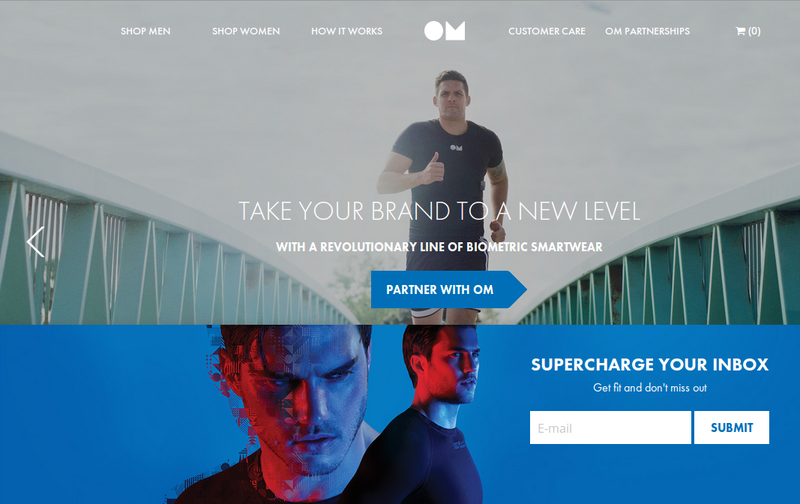 SHOP MEN
SHOP WOMEN
HOW IT WORKS
OM
CUSTOMER CARE
OM PARTNERSHIPS
(0)
OM
TAKE YOUR BRAND TO A NEW LEVEL
WITH A REVOLUTIONARY LINE OF BIOMETRIC SMARTWEAR
PARTNER WITH OM
SUPERCHARGE YOUR INBOX
Get fit and don't miss out
E-mail
SUBMIT